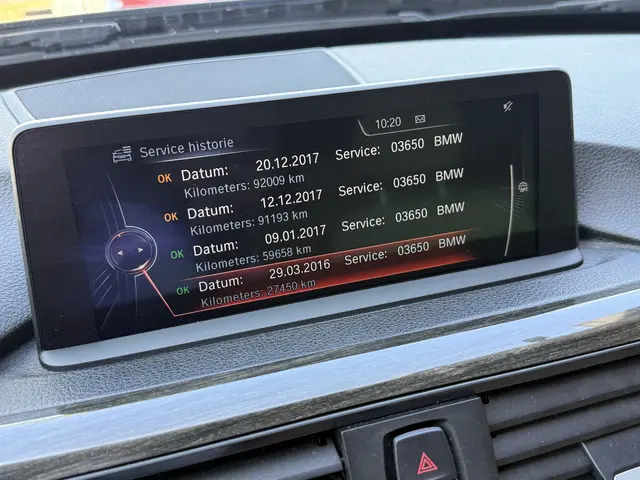 10:20
Service historie
OK Datum: 20.12.2017 Service: 03650 BMW
Kilometers: 92009 km
OK Datum: 12.12.2017 Service: 03650 BMW
Kilometers: 91193 km
OK Datum: 09.01.2017 Service: 03650 BMW
Kilometers: 59658 km
OK Datum: 29.03.2016 Service: 03650 BMW
Kilometers: 27450 km